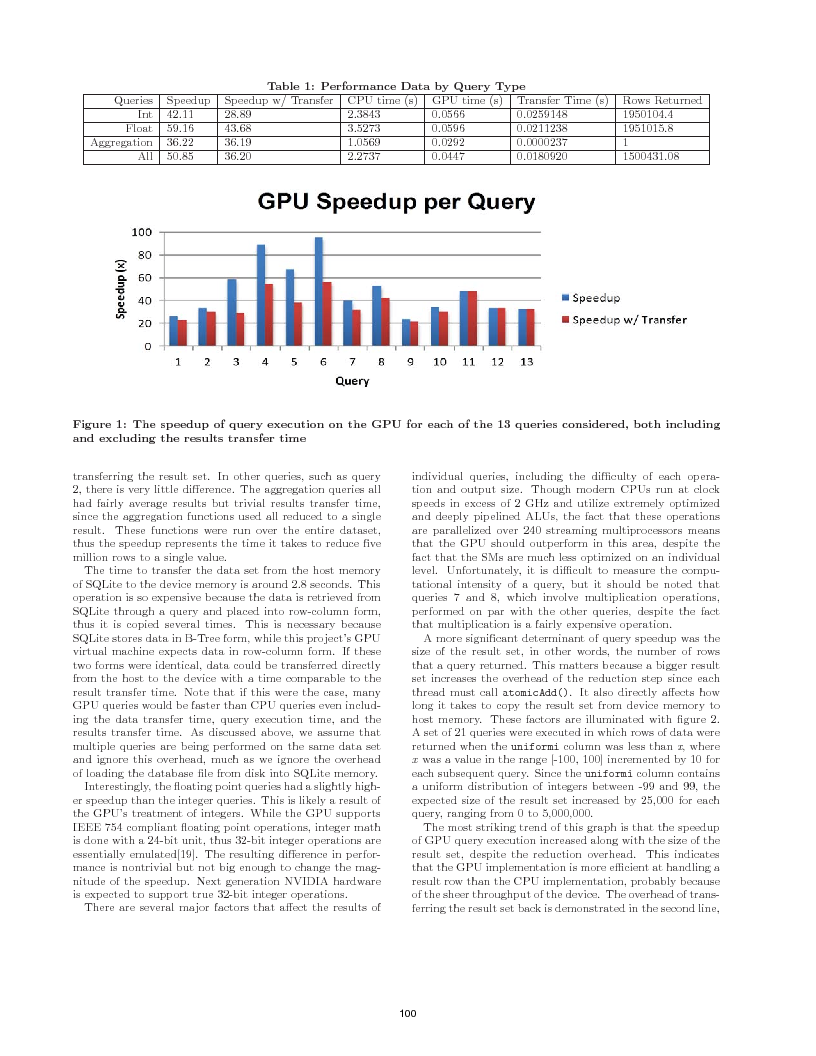 Table 1: Performance Data by Query Type
Queries Speedup Speedup w/ Transfer CPU time (s) GPU time (s) Transfer Time (s) Rows Returned
Int 42.11 28.89 2.3843 0.0566 0.0259148 1950104.4
Float 59.16 43.68 3.5273 0.0596 0.0211238 1951015.8
Aggregation 36.22 36.19 1.0569 0.0292 0.0000237 1
All 50.85 36.20 2.2737 0.0447 0.0180920 1500431.08
GPU Speedup per Query
100
80
60
40
20
0
Speedup (x)
1 2 3 4 5 6 7 8 9 10 11 12 13
Query
Speedup
Speedup w/ Transfer
Figure 1: The speedup of query execution on the GPU for each of the 13 queries considered, both including
and excluding the results transfer time
transferring the result set. In other queries, such as query
2, there is very little difference. The aggregation queries all
had fairly average results but trivial results transfer time,
since the aggregation functions used all reduced to a single
result. These functions were run over the entire dataset,
thus the speedup represents the time it takes to reduce five
million rows to a single value.
The time to transfer the data set from the host memory
of SQLite to the device memory is around 2.8 seconds. This
operation is so expensive because the data is retrieved from
SQLite through a query and placed into row-column form,
thus it is copied several times. This is necessary because
SQLite stores data in B-Tree form, while this project's GPU
virtual machine expects data in row-column form. If these
two forms were identical, data could be transferred directly
from the host to the device with a time comparable to the
result transfer time. Note that if this were the case, many
GPU queries would be faster than CPU queries even includ-
ing the data transfer time, query execution time, and the
results transfer time. As discussed above, we assume that
multiple queries are being performed on the same data set
and ignore this overhead, much as we ignore the overhead
of loading the database file from disk into SQLite memory.
Interestingly, the floating point queries had a slightly high-
er speedup than the integer queries. This is likely a result of
the GPU's treatment of integers. While the GPU supports
IEEE 754 compliant floating point operations, integer math
is done with a 24-bit unit, thus 32-bit integer operations are
essentially emulated[19]. The resulting difference in perfor-
mance is nontrivial but not big enough to change the mag-
nitude of the speedup. Next generation NVIDIA hardware
is expected to support true 32-bit integer operations.
There are several major factors that affect the results of
individual queries, including the difficulty of each opera-
tion and output size. Though modern CPUs run at clock
speeds in excess of 2 GHz and utilize extremely optimized
and deeply pipelined ALUs, the fact that these operations
are parallelized over 240 streaming multiprocessors means
that the GPU should outperform in this area, despite the
fact that the SMs are much less optimized on an individual
level. Unfortunately, it is difficult to measure the compu-
tational intensity of a query, but it should be noted that
queries 7 and 8, which involve multiplication operations,
performed on par with the other queries, despite the fact
that multiplication is a fairly expensive operation.
A more significant determinant of query speedup was the
size of the result set, in other words, the number of rows
that a query returned. This matters because a bigger result
set increases the overhead of the reduction step since each
thread must call atomicAdd(). It also directly affects how
long it takes to copy the result set from device memory to
host memory. These factors are illuminated with figure 2.
A set of 21 queries were executed in which rows of data were
returned when the uniformi column was less than x, where
x was a value in the range [-100, 100] incremented by 10 for
each subsequent query. Since the uniformi column contains
a uniform distribution of integers between -99 and 99, the
expected size of the result set increased by 25,000 for each
query, ranging from 0 to 5,000,000.
The most striking trend of this graph is that the speedup
of GPU query execution increased along with the size of the
result set, despite the reduction overhead. This indicates
that the GPU implementation is more efficient at handling a
result row than the CPU implementation, probably because
of the sheer throughput of the device. The overhead of trans-
ferring the result set back is demonstrated in the second line,
100